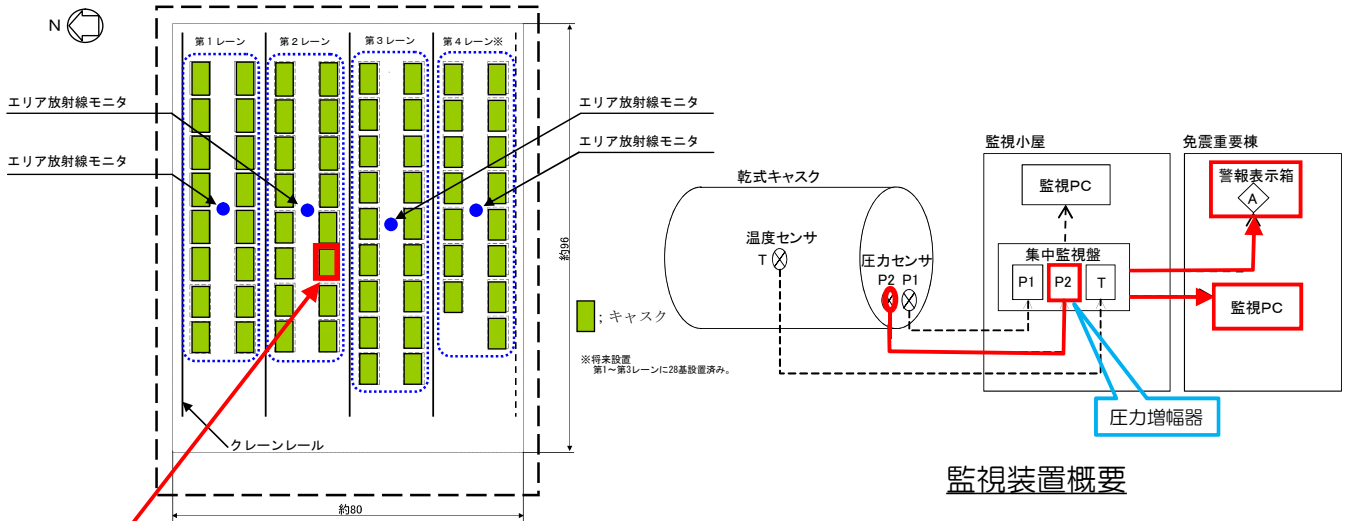 N
第1レーン
第2レーン
第3レーン
第4レーン※
エリア放射線モニタ
エリア放射線モニタ
エリア放射線モニタ
エリア放射線モニタ
約96
；キャスク
※将来設置
第1～第3レーンに28基設置済み。
クレーンレール
約80
乾式キャスク
温度センサ
T
圧力センサ
P2 P1
監視小屋
監視PC
集中監視盤
P1
P2
T
免震重要棟
警報表示箱
A
監視PC
圧力増幅器
監視装置概要